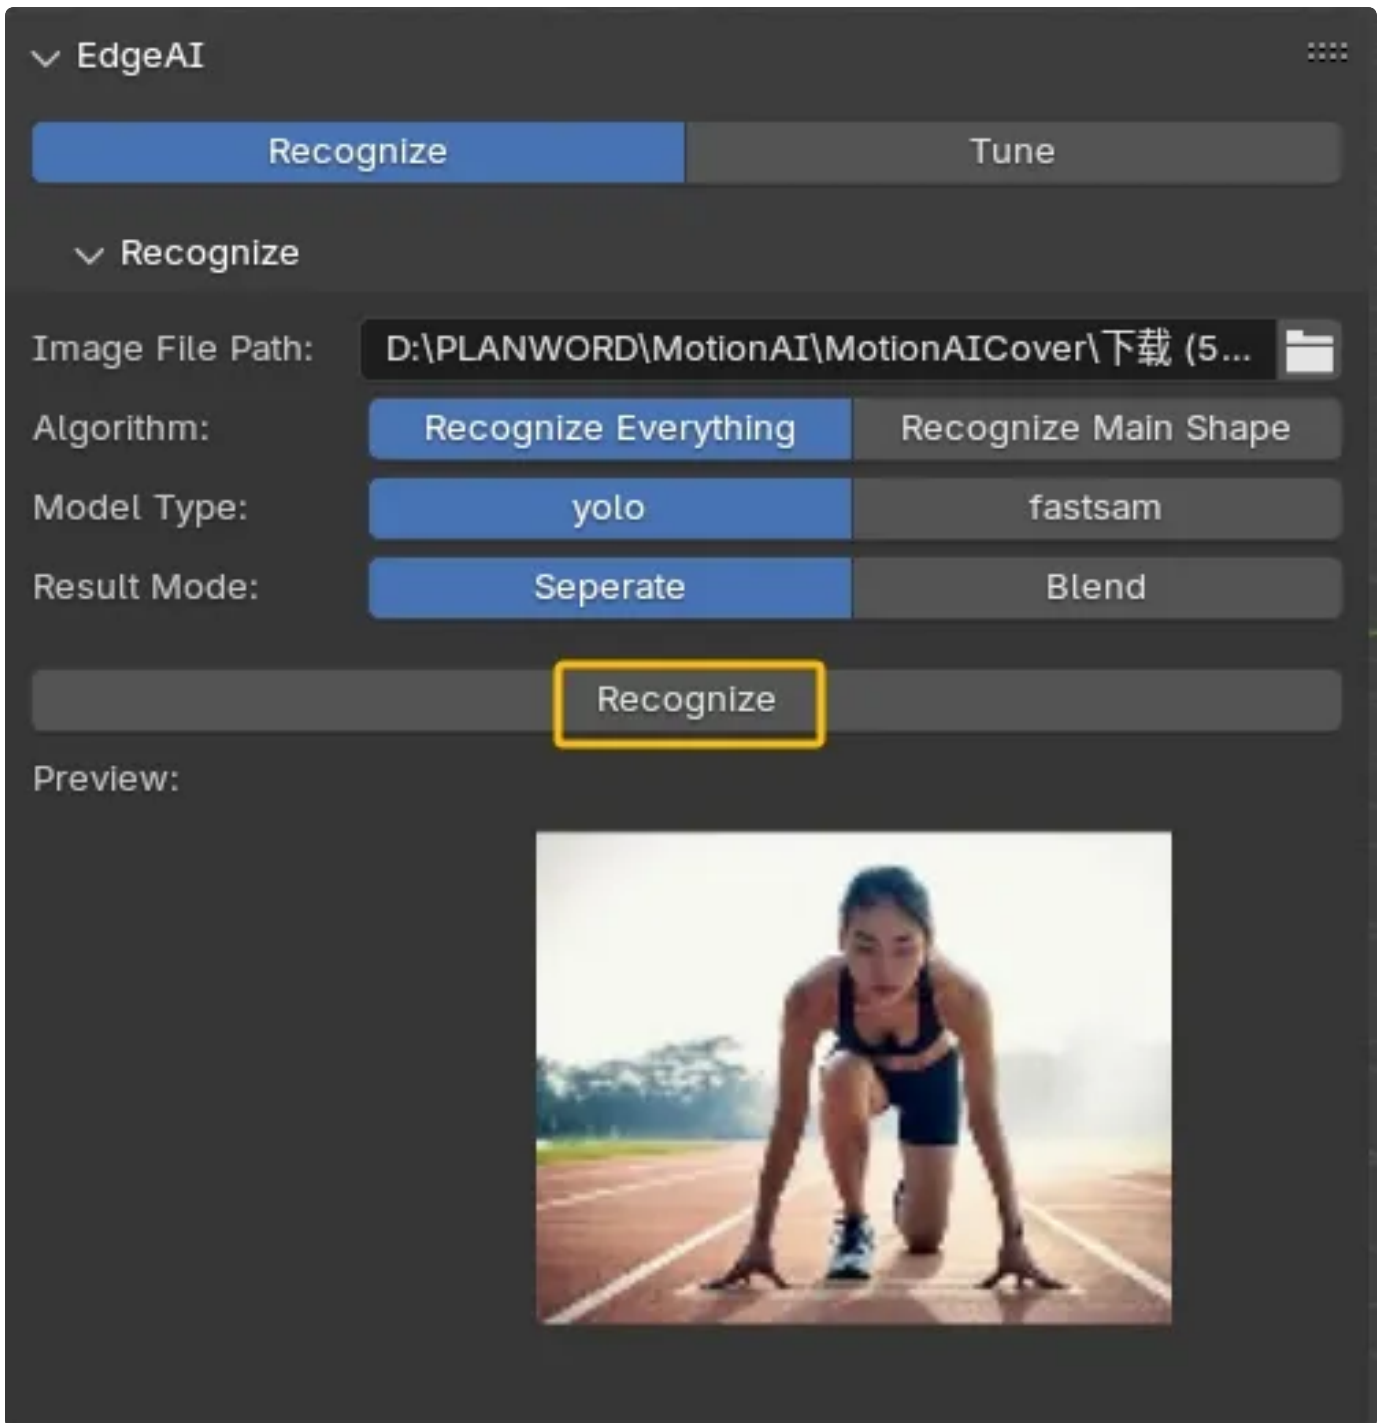 EdgeAI
Recognize Tune
Recognize
Image File Path: D:\PLANWORD\MotionAI\MotionAICover\下载 (5...
Algorithm: Recognize Everything Recognize Main Shape
Model Type: yolo fastsam
Result Mode: Seperate Blend
Recognize
Preview: